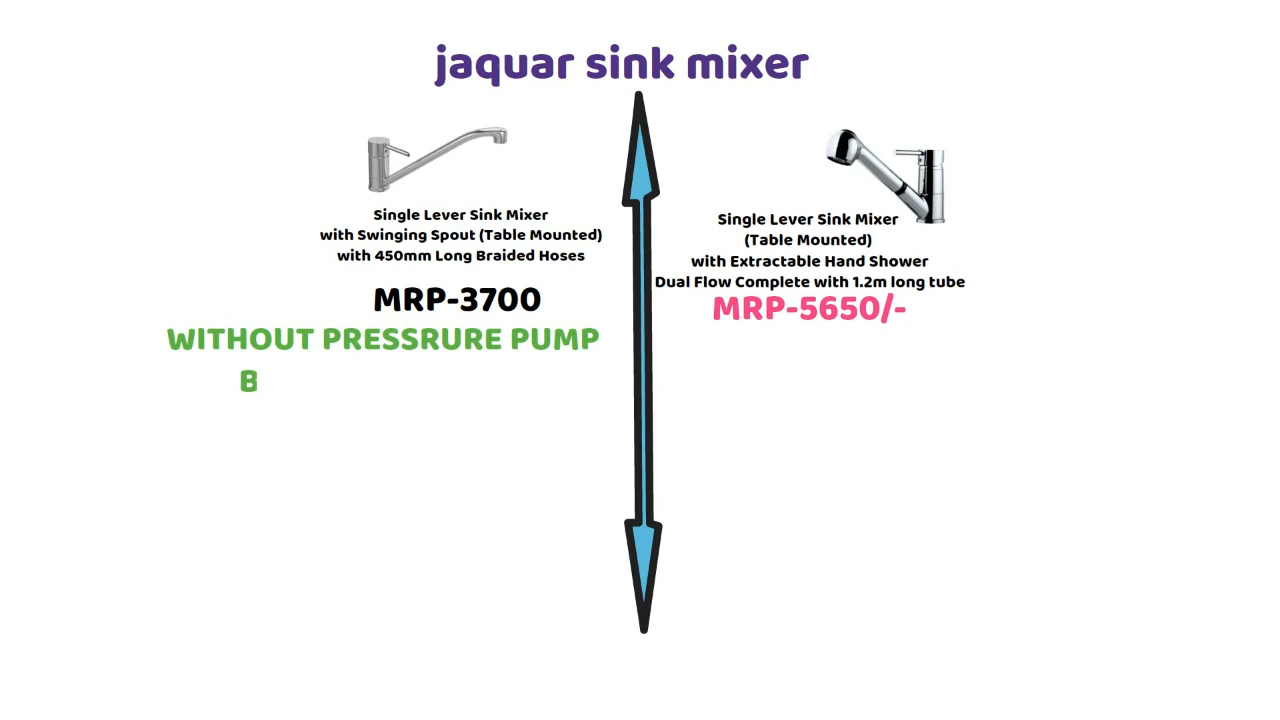 jaquar sink mixer
Single Lever Sink Mixer
with Swinging Spout (Table Mounted)
with 450mm Long Braided Hoses
MRP-3700
WITHOUT PRESSRURE PUMP
B
Single Lever Sink Mixer
(Table Mounted)
with Extractable Hand Shower
Dual Flow Complete with 1.2m long tube
MRP-5650/-